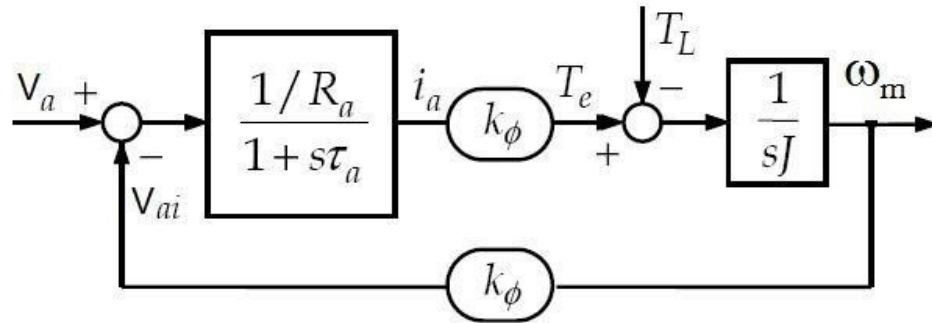 V_a + − V_ai
1/R_a
1 + sτ_a
i_a
k_ϕ
T_e +
T_L −
1
sJ
ω_m
k_ϕ